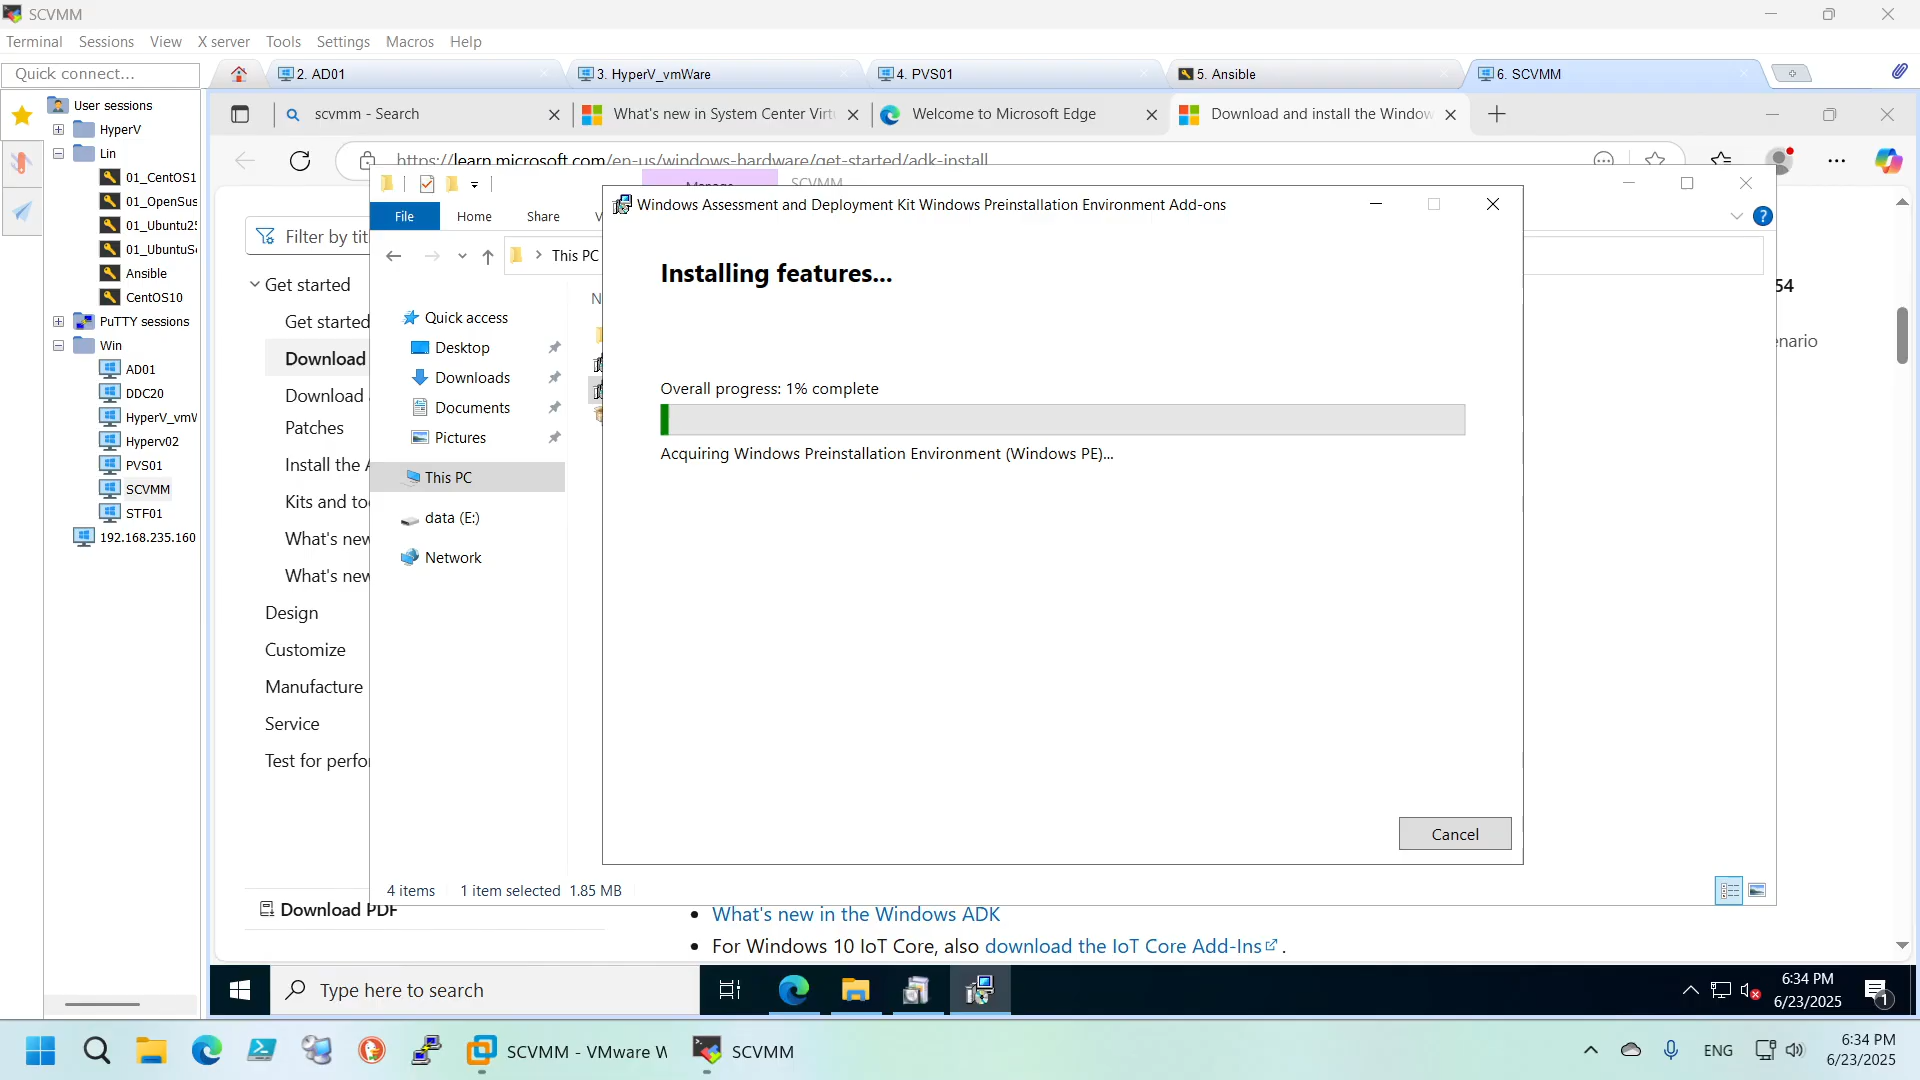 SCVMM
Terminal Sessions View X server Tools Settings Macros Help
Quick connect...
2. AD01
3. HyperV_vmWare
4. PVS01
5. Ansible
6. SCVMM
User sessions
HyperV
Lin
01_CentOS1
01_OpenSus
01_Ubuntu25
01_UbuntuSe
Ansible
CentOS10
PuTTY sessions
Win
AD01
DDC20
HyperV_vmW
Hyperv02
PVS01
SCVMM
STF01
192.168.235.160
scvmm - Search
What's new in System Center Virtu
Welcome to Microsoft Edge
Download and install the Window
https://learn.microsoft.com/en-us/windows-hardware/get-started/adk-install
Filter by tit
Get started
Get started
Download
Download
Patches
Install the A
Kits and too
What's new
What's new
Design
Customize
Manufacture
Service
Test for perfo
Download PDF
Manage
SCVMM
File Home Share V
This PC
N
Quick access
Desktop
Downloads
Documents
Pictures
This PC
data (E:)
Network
4 items 1 item selected 1.85 MB
Windows Assessment and Deployment Kit Windows Preinstallation Environment Add-ons
Installing features...
Overall progress: 1% complete
Acquiring Windows Preinstallation Environment (Windows PE)...
Cancel
54
enario
What's new in the Windows ADK
For Windows 10 IoT Core, also download the IoT Core Add-Ins .
Type here to search
6:34 PM
6/23/2025
1
SCVMM - VMware W
SCVMM
ENG
6:34 PM
6/23/2025